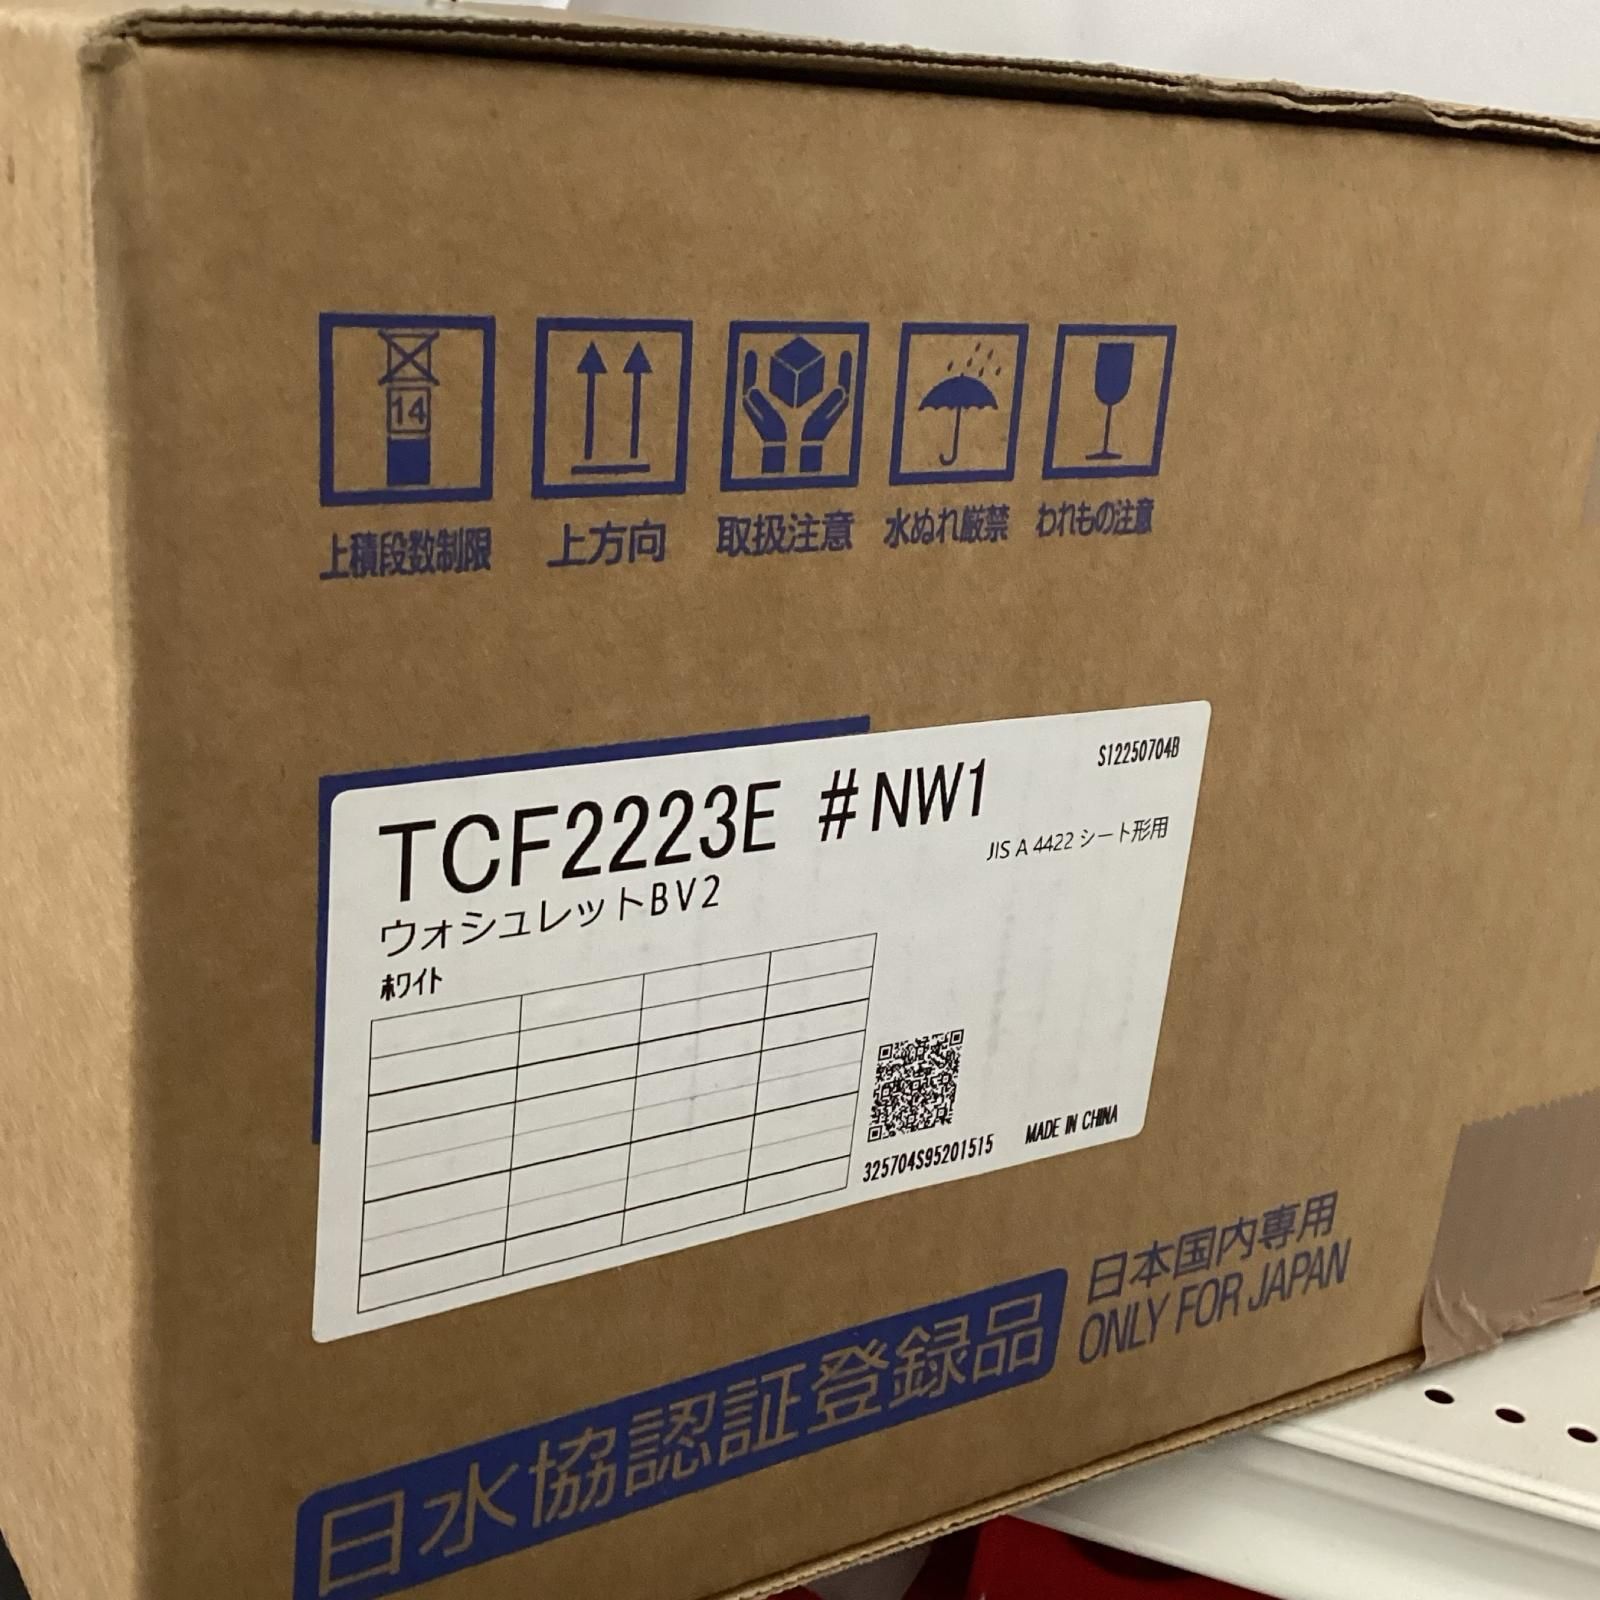 14
上積段数制限 上方向 取扱注意 水ぬれ厳禁 われもの注意
S12250704B
TCF2223E #NW1
JIS A 4422 シート形用
ウォシュレットBV2
ホワイト
325704S95201515
MADE IN CHINA
日本国内専用
ONLY FOR JAPAN
日水協認証登録品